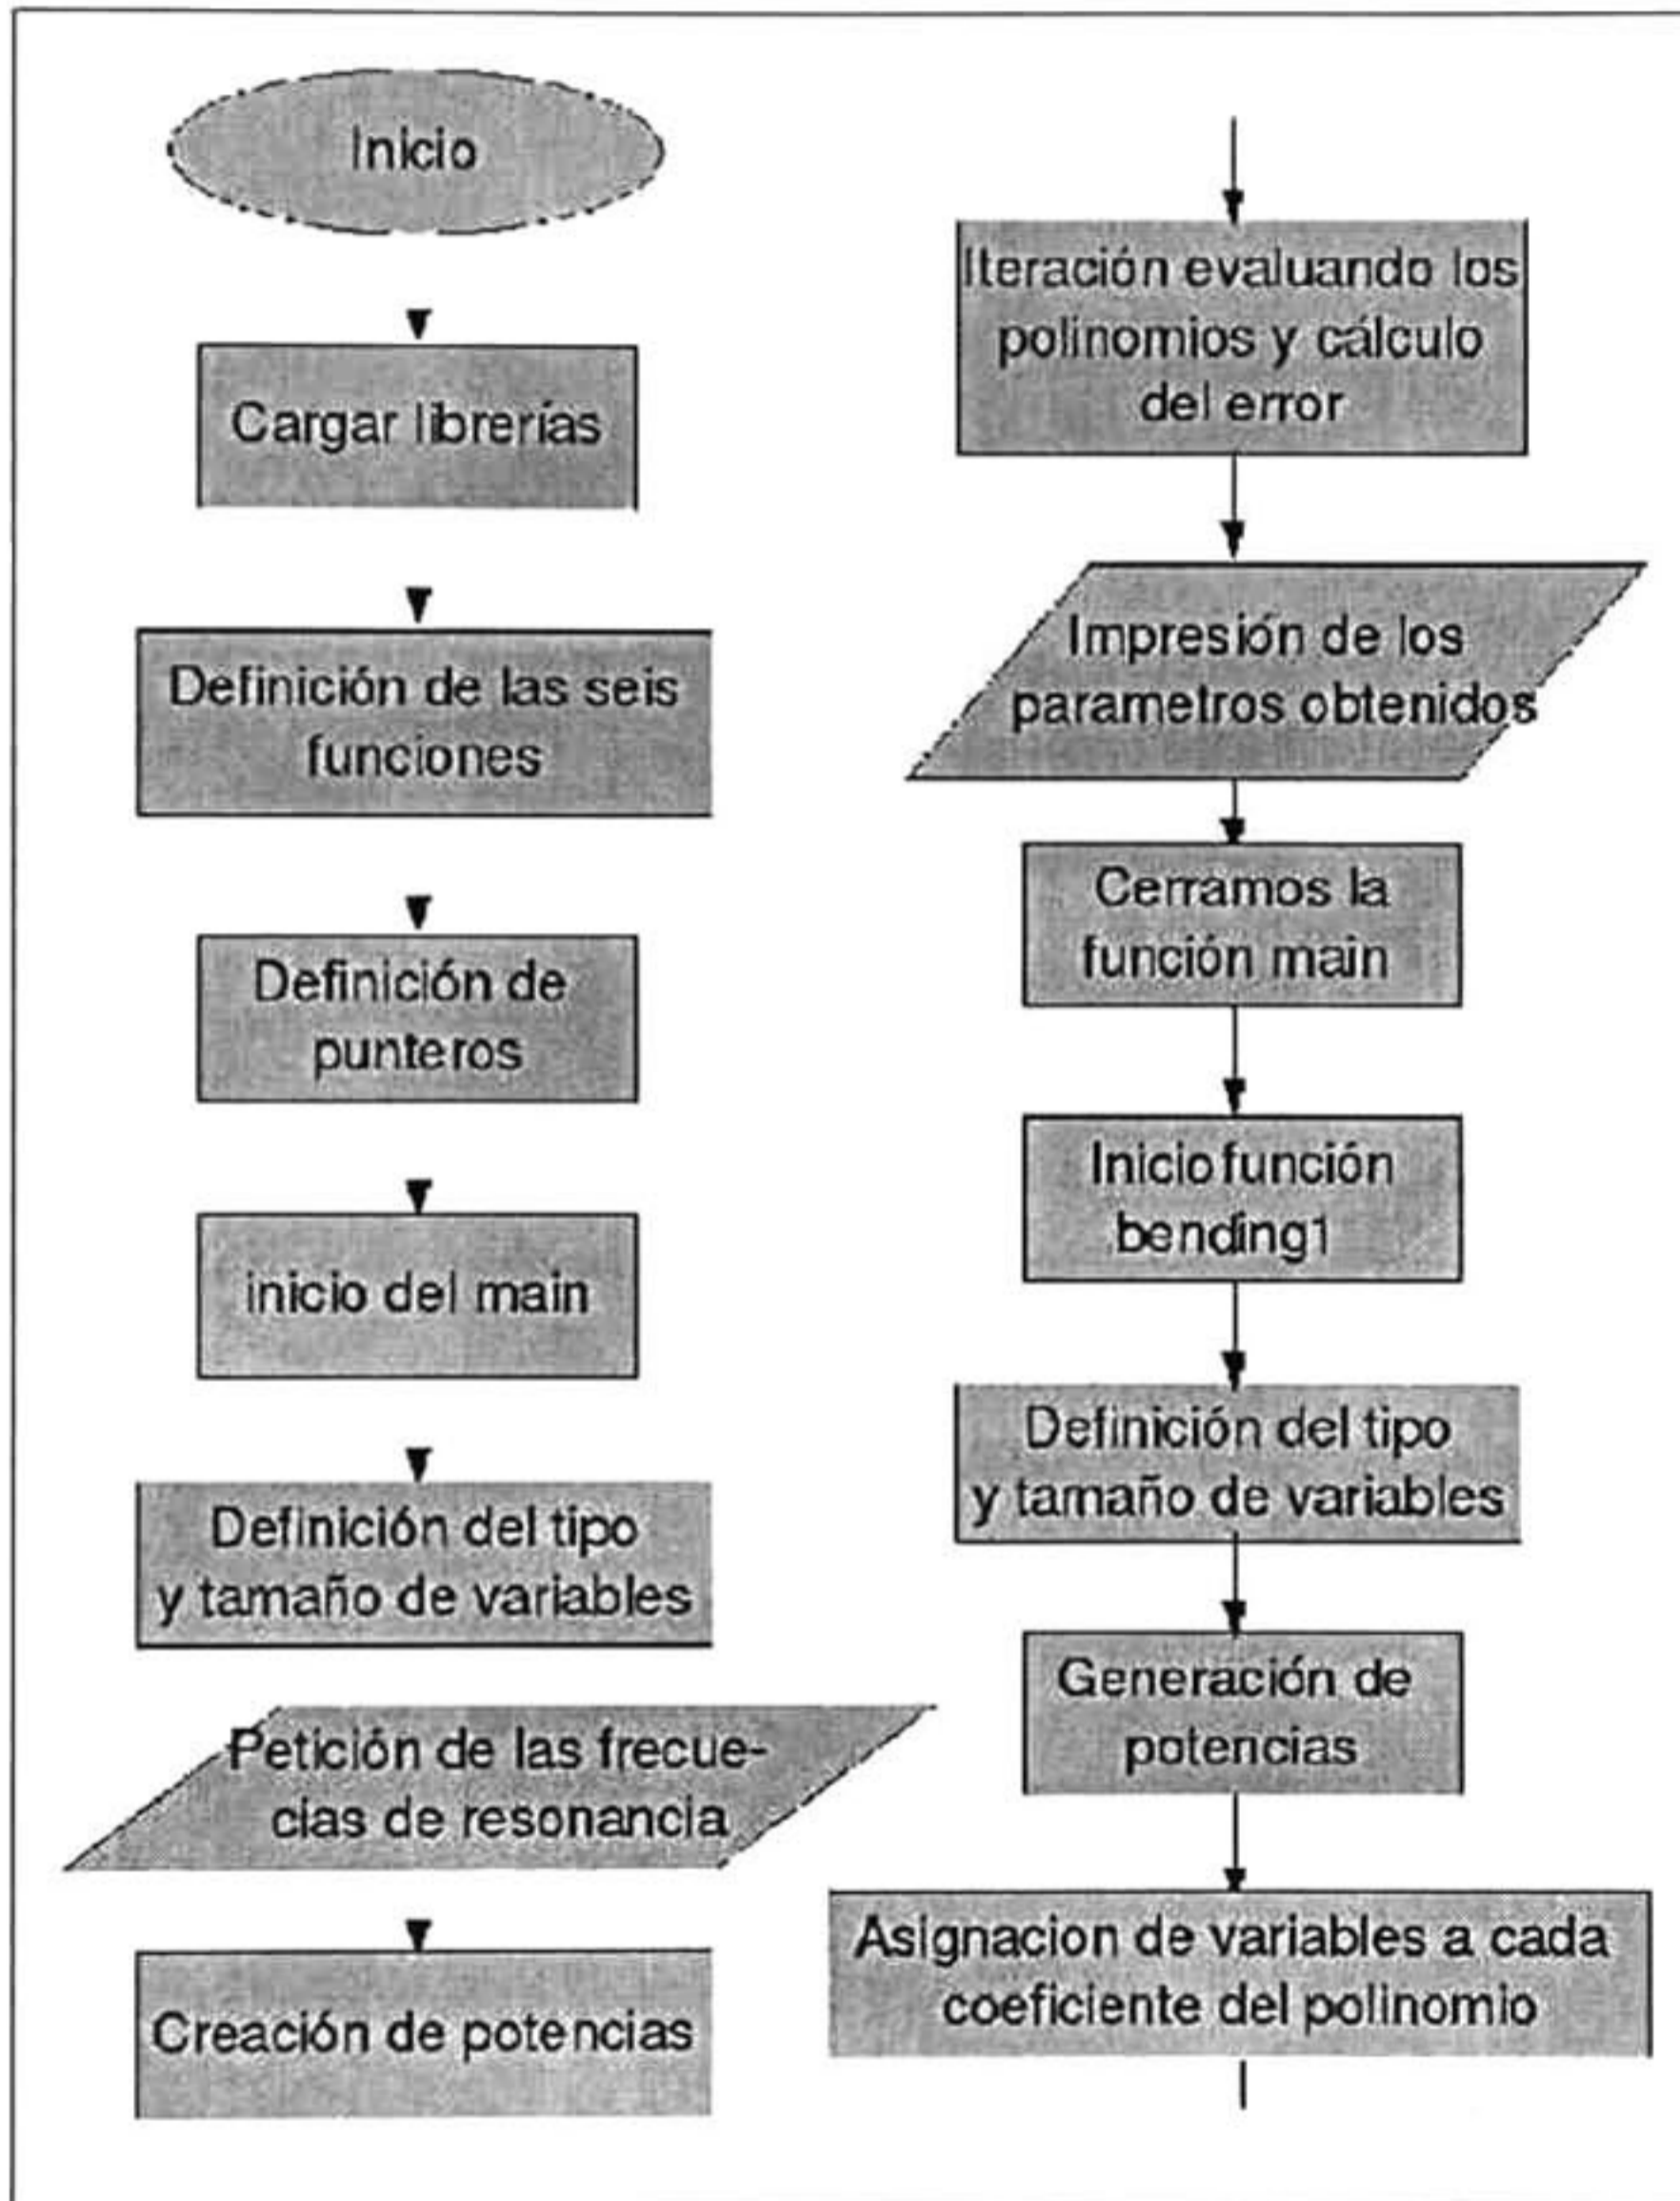 Inicio
Cargar librerías
Definición de las seis
funciones
Definición de
punteros
inicio del main
Definición del tipo
y tamaño de variables
Petición de las frecue-
cias de resonancia
Creación de potencias
Iteración evaluando los
polinomios y cálculo
del error
Impresión de los
parametros obtenidos
Cerramos la
función main
Inicio función
bending1
Definición del tipo
y tamaño de variables
Generación de
potencias
Asignacion de variables a cada
coeficiente del polinomio